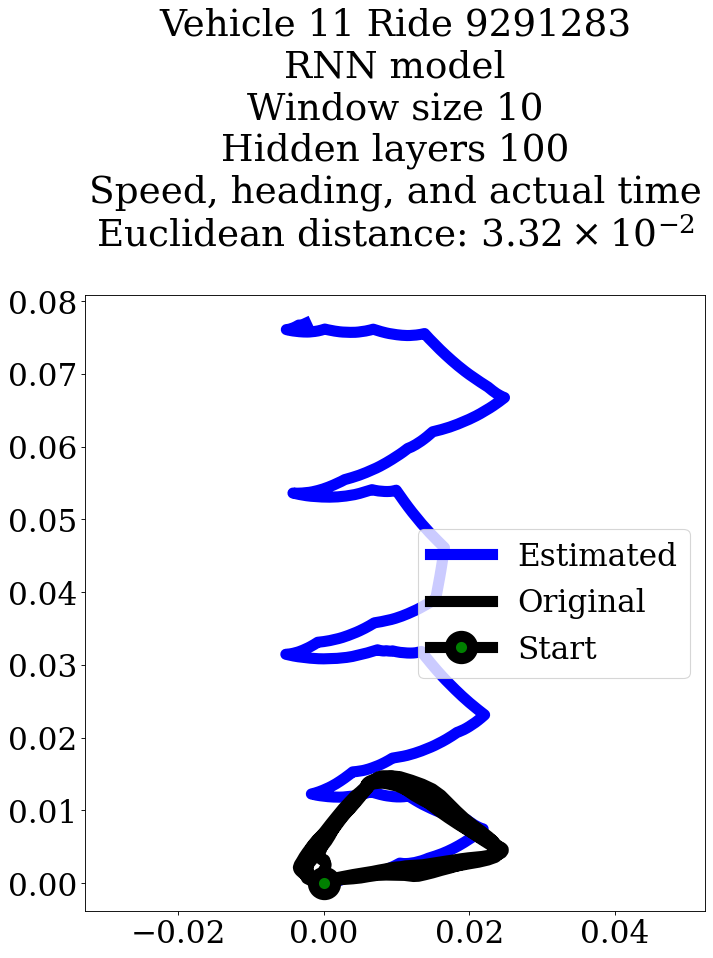 Vehicle 11 Ride 9291283
RNN model
Window size 10
Hidden layers 100
Speed, heading, and actual time
Euclidean distance: 3.32 × 10⁻²
0.08
0.07
0.06
0.05
0.04
0.03
0.02
0.01
0.00
Estimated
Original
Start
−0.02
0.00
0.02
0.04